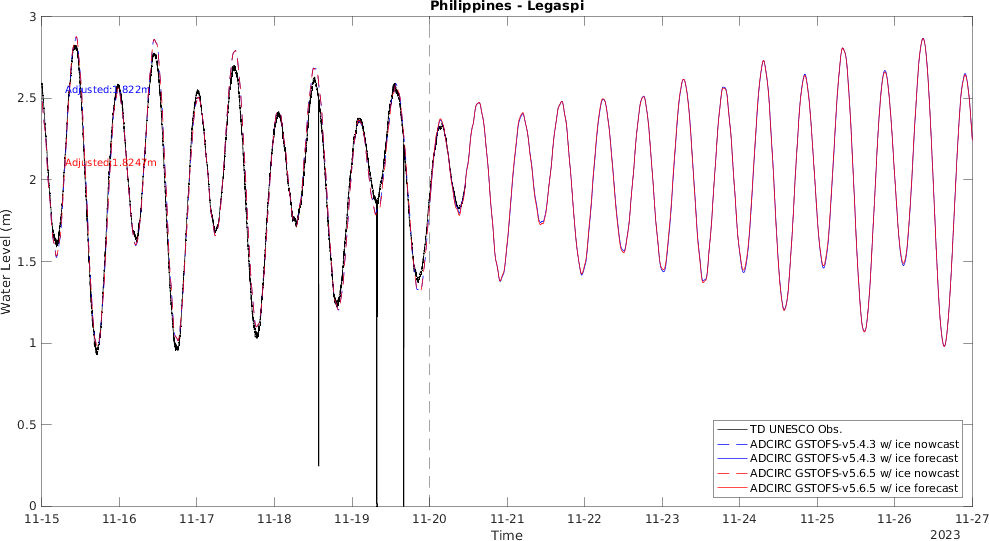 Philippines - Legaspi
3
2.5
2
1.5
1
0.5
0
Water Level (m)
Adjusted:1.822m
Adjusted:1.8247m
TD UNESCO Obs.
ADCIRC GSTOFS-v5.4.3 w/ ice nowcast
ADCIRC GSTOFS-v5.4.3 w/ ice forecast
ADCIRC GSTOFS-v5.6.5 w/ ice nowcast
ADCIRC GSTOFS-v5.6.5 w/ ice forecast
11-15 11-16 11-17 11-18 11-19 11-20 11-21 11-22 11-23 11-24 11-25 11-26 11-27
Time
2023